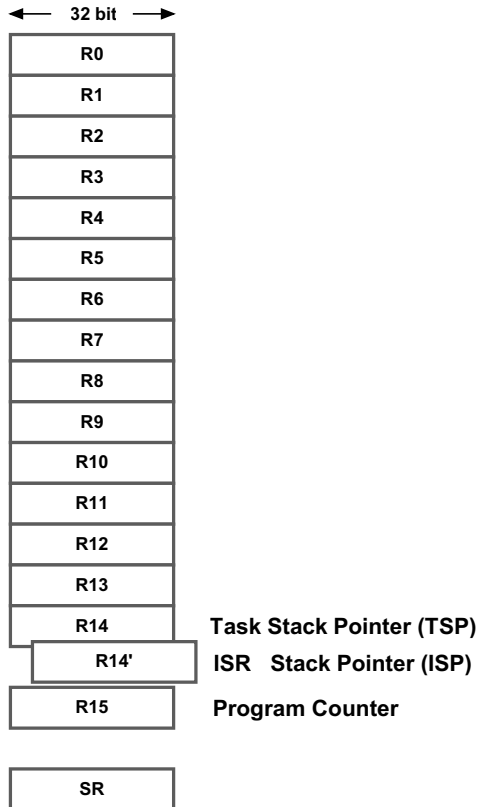 32 bit
R0
R1
R2
R3
R4
R5
R6
R7
R8
R9
R10
R11
R12
R13
R14 Task Stack Pointer (TSP)
R14' ISR Stack Pointer (ISP)
R15 Program Counter
SR